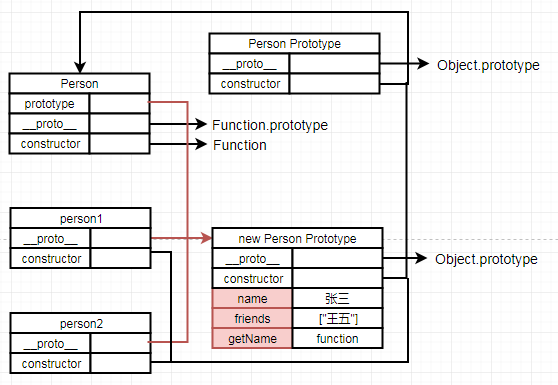 Person Prototype
__proto__
constructor
Object.prototype
Person
prototype
__proto__
constructor
Function.prototype
Function
person1
__proto__
constructor
new Person Prototype
__proto__
constructor
name 张三
friends ["王五"]
getName function
Object.prototype
person2
__proto__
constructor